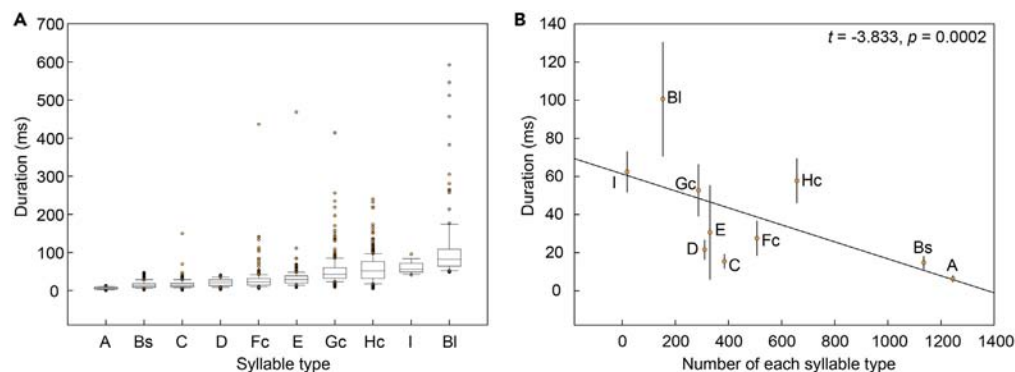 A
700
600
500
400
300
200
100
0
Duration (ms)
A Bs C D Fc E Gc Hc I Bl
Syllable type
B
140
120
100
80
60
40
20
0
Duration (ms)
t = -3.833, p = 0.0002
Bl
I
Gc
Hc
E
D
Fc
C
Bs
A
0 200 400 600 800 1000 1200 1400
Number of each syllable type